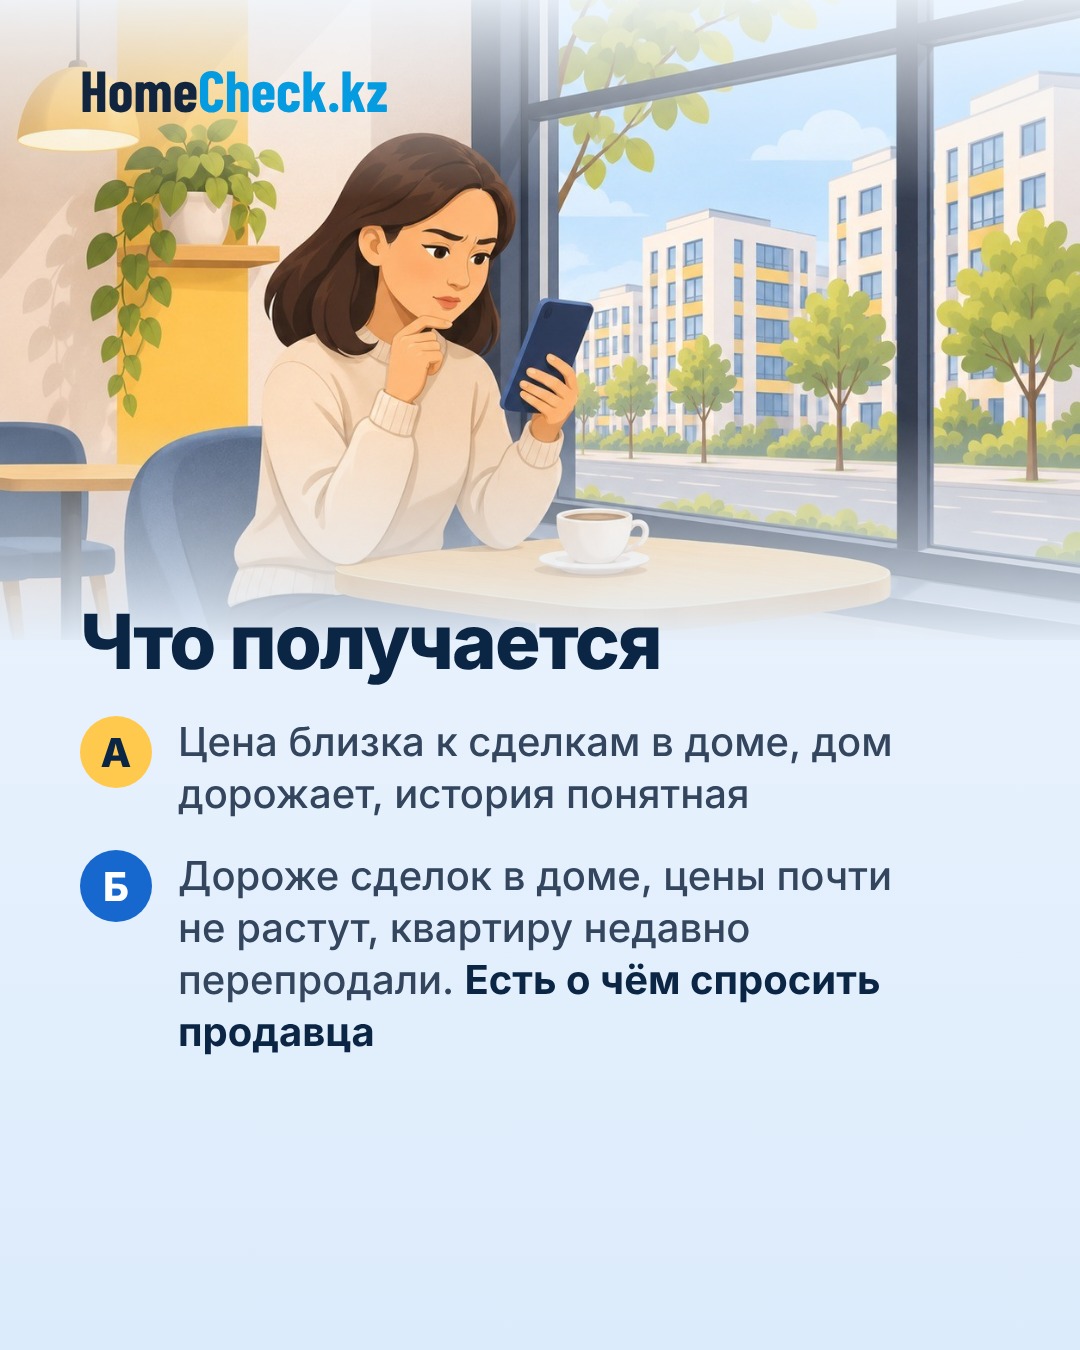 HomeCheck.kz
Что получается
А
Цена близка к сделкам в доме, дом
дорожает, история понятная
Б
Дороже сделок в доме, цены почти
не растут, квартиру недавно
перепродали. Есть о чём спросить
продавца